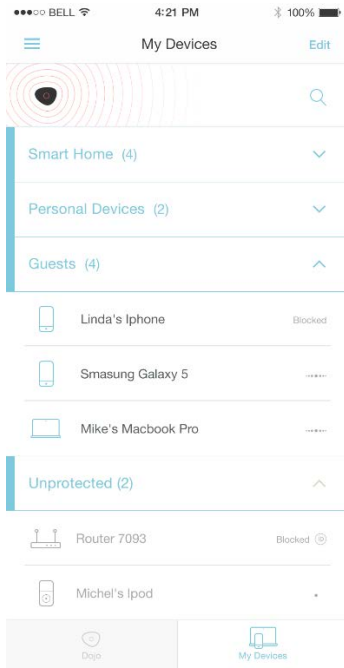 BELL 4:21 PM 100%
My Devices Edit
Smart Home (4)
Personal Devices (2)
Guests (4)
Linda's Iphone Blocked
Smasung Galaxy 5
Mike's Macbook Pro
Unprotected (2)
Router 7093 Blocked
Michel's Ipod
Dojo My Devices